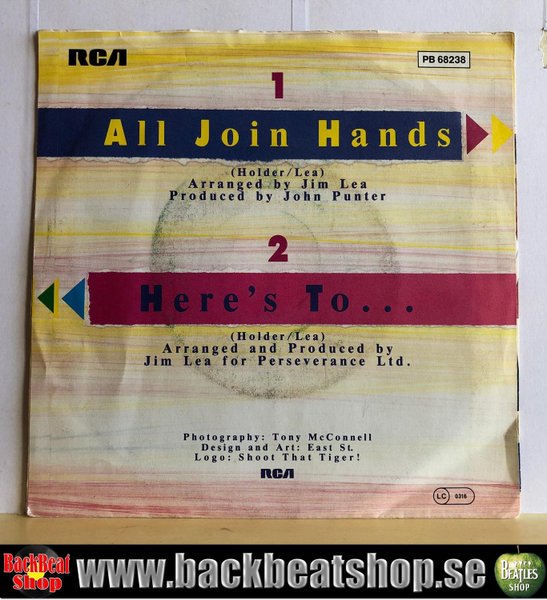 RCA
PB 68238
1
All Join Hands
(Holder/Lea)
Arranged by Jim Lea
Produced by John Punter
2
Here's To...
(Holder/Lea)
Arranged and Produced by
Jim Lea for Perseverance Ltd.
Photography: Tony McConnell
Design and Art: East St.
Logo: Shoot That Tiger!
RCA
LC 0316
BackBeat
Shop
www.backbeatshop.se
BEATLES
SHOP